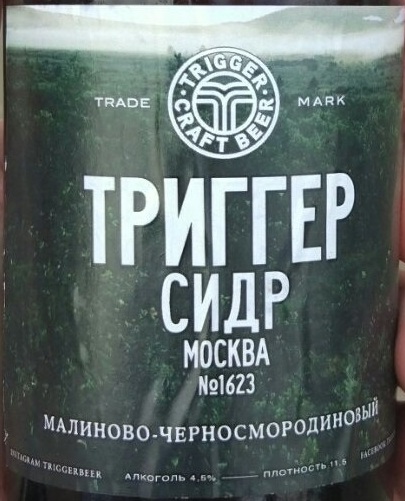 TRIGGER
CRAFT BEER
TRADE MARK
ТРИГГЕР
СИДР
МОСКВА
№1623
МАЛИНОВО-ЧЕРНОСМОРОДИНОВЫЙ
INSTAGRAM TRIGGERBEER
АЛКОГОЛЬ 4,5% ПЛОТНОСТЬ 11,5
FACEBOOK